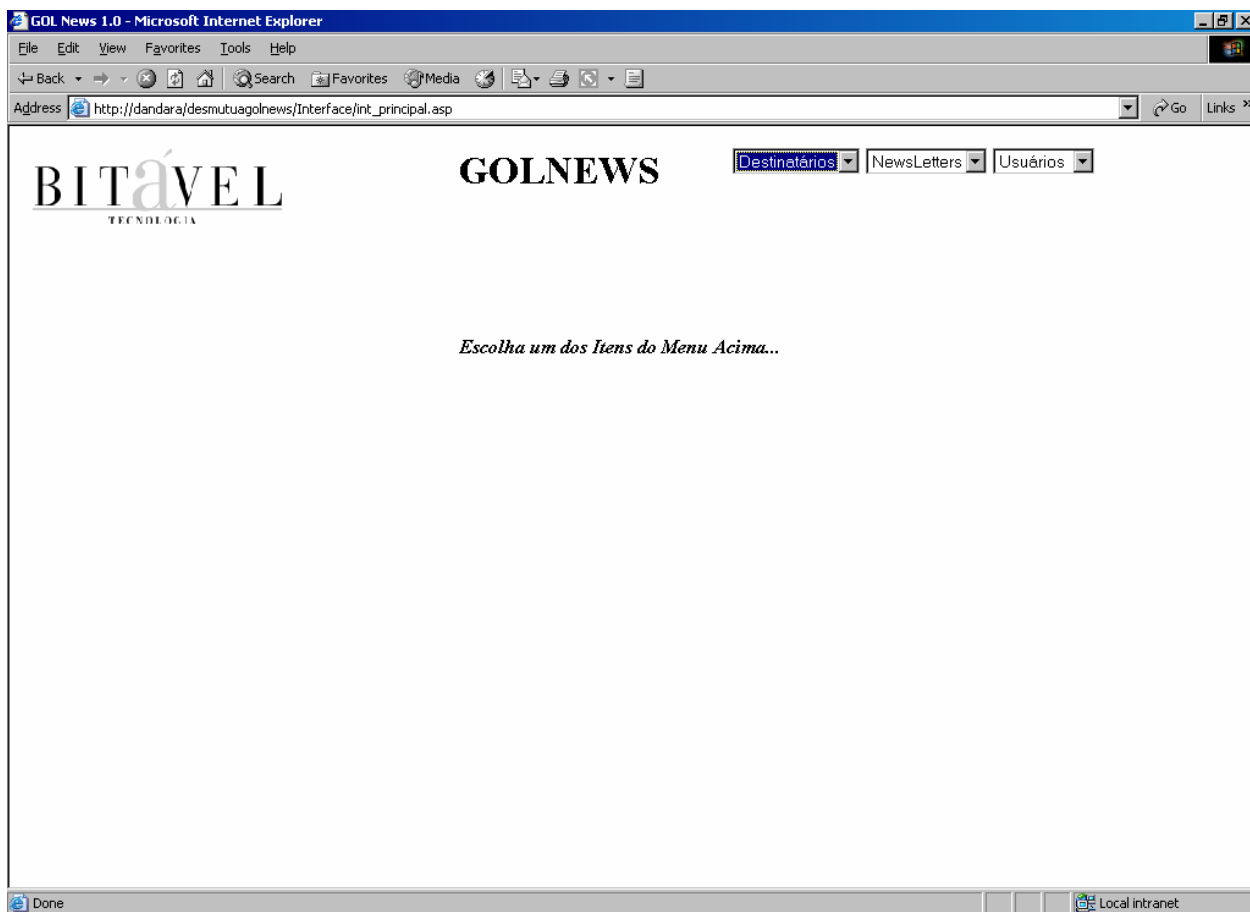 GOL News 1.0 - Microsoft Internet Explorer
File Edit View Favorites Tools Help
Back Search Favorites Media
Address http://dandara/desmutuagolnews/Interface/int_principal.asp Go Links »
BITáVEL
TECNOLOGIA
GOLNEWS
Destinatários NewsLetters Usuários
Escolha um dos Itens do Menu Acima...
Done Local intranet